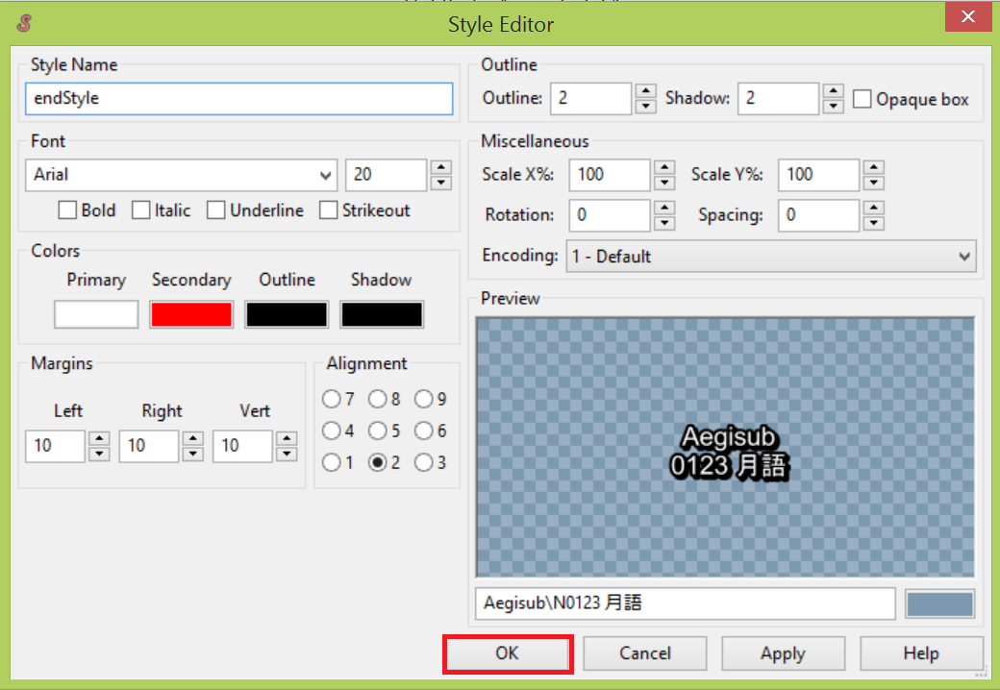 Style Editor
Style Name
endStyle
Font
Arial
20
Bold Italic Underline Strikeout
Colors
Primary Secondary Outline Shadow
Margins
Left Right Vert
10 10 10
Alignment
7 8 9
4 5 6
1 2 3
Outline
Outline: 2 Shadow: 2 Opaque box
Miscellaneous
Scale X%: 100 Scale Y%: 100
Rotation: 0 Spacing: 0
Encoding: 1 - Default
Preview
Aegisub
0123 月語
Aegisub\N0123 月語
OK Cancel Apply Help